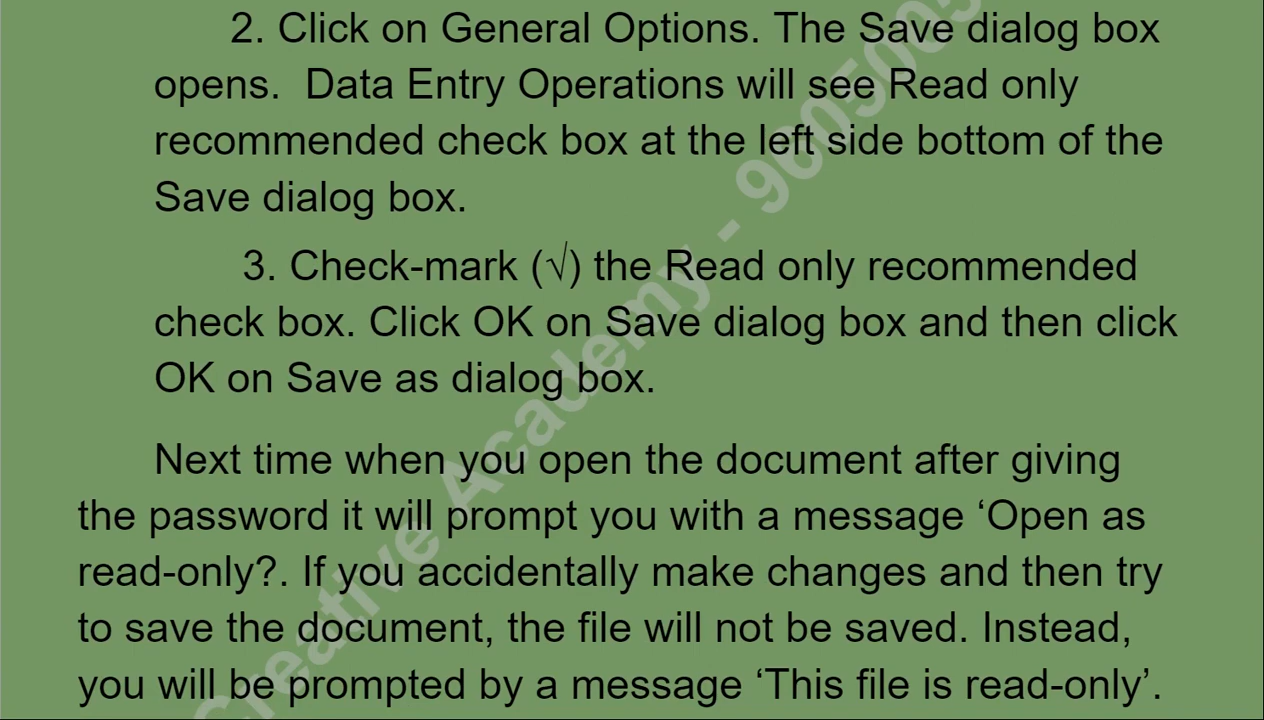 2. Click on General Options. The Save dialog box
opens.  Data Entry Operations will see Read only
recommended check box at the left side bottom of the
Save dialog box.
3. Check-mark (√) the Read only recommended
check box. Click OK on Save dialog box and then click
OK on Save as dialog box.
Next time when you open the document after giving
the password it will prompt you with a message ‘Open as
read-only?. If you accidentally make changes and then try
to save the document, the file will not be saved. Instead,
you will be prompted by a message ‘This file is read-only’.
Creative Academy -